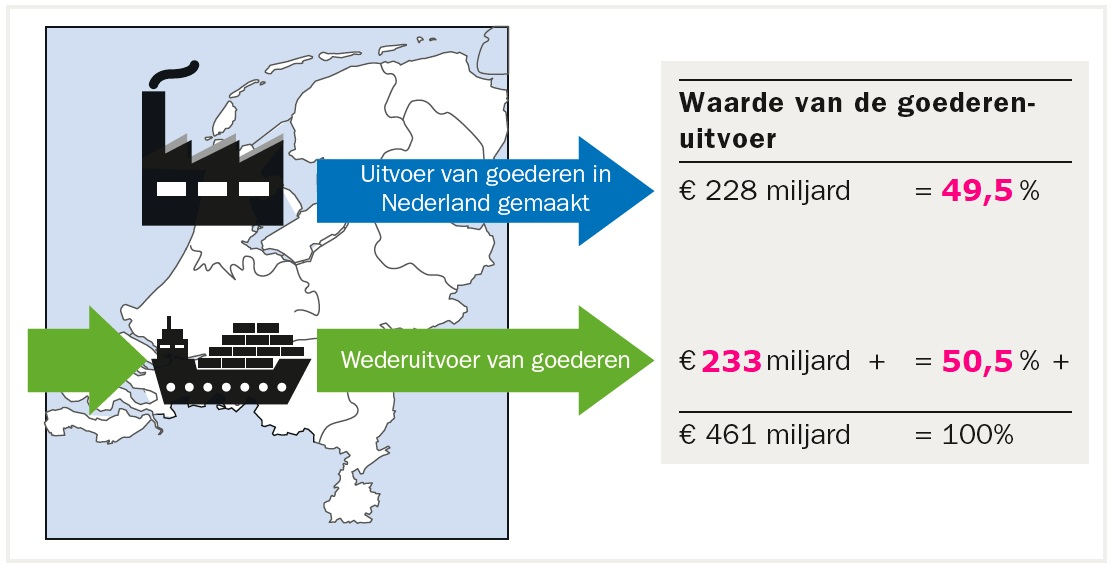 Uitvoer van goederen in
Nederland gemaakt
Wederuitvoer van goederen
Waarde van de goederen-
uitvoer
€ 228 miljard = 49,5 %
€ 233 miljard + = 50,5 % +
€ 461 miljard = 100%